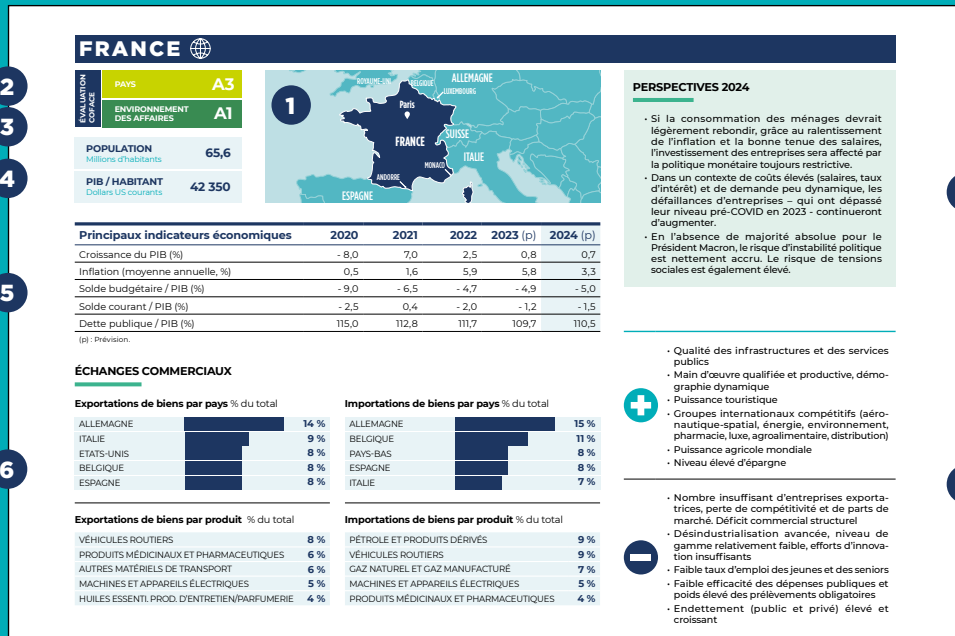 FRANCE
2
3
4
5
6
ÉVALUATION
COFACE
PAYS A3
ENVIRONNEMENT
DES AFFAIRES A1
POPULATION
Millions d'habitants 65,6
PIB / HABITANT
Dollars US courants 42 350
1
ROYAUME-UNI
BELGIQUE
ALLEMAGNE
LUXEMBOURG
Paris
FRANCE
SUISSE
ITALIE
MONACO
ANDORRE
ESPAGNE
Principaux indicateurs économiques 2020 2021 2022 2023 (p) 2024 (p)
Croissance du PIB (%) - 8,0 7,0 2,5 0,8 0,7
Inflation (moyenne annuelle, %) 0,5 1,6 5,9 5,8 3,3
Solde budgétaire / PIB (%) - 9,0 - 6,5 - 4,7 - 4,9 - 5,0
Solde courant / PIB (%) - 2,5 0,4 - 2,0 - 1,2 - 1,5
Dette publique / PIB (%) 115,0 112,8 111,7 109,7 110,5
(p) : Prévision.
ÉCHANGES COMMERCIAUX
Exportations de biens par pays % du total
ALLEMAGNE 14 %
ITALIE 9 %
ETATS-UNIS 8 %
BELGIQUE 8 %
ESPAGNE 8 %
Importations de biens par pays % du total
ALLEMAGNE 15 %
BELGIQUE 11 %
PAYS-BAS 8 %
ESPAGNE 8 %
ITALIE 7 %
Exportations de biens par produit % du total
VÉHICULES ROUTIERS 8 %
PRODUITS MÉDICINAUX ET PHARMACEUTIQUES 6 %
AUTRES MATÉRIELS DE TRANSPORT 6 %
MACHINES ET APPAREILS ÉLECTRIQUES 5 %
HUILES ESSENTI. PROD. D'ENTRETIEN/PARFUMERIE 4 %
Importations de biens par produit % du total
PÉTROLE ET PRODUITS DÉRIVÉS 9 %
VÉHICULES ROUTIERS 9 %
GAZ NATUREL ET GAZ MANUFACTURÉ 7 %
MACHINES ET APPAREILS ÉLECTRIQUES 5 %
PRODUITS MÉDICINAUX ET PHARMACEUTIQUES 4 %
PERSPECTIVES 2024
• Si la consommation des ménages devrait
légèrement rebondir, grâce au ralentissement
de l'inflation et la bonne tenue des salaires,
l'investissement des entreprises sera affecté par
la politique monétaire toujours restrictive.
• Dans un contexte de coûts élevés (salaires, taux
d'intérêt) et de demande peu dynamique, les
défaillances d'entreprises – qui ont dépassé
leur niveau pré-COVID en 2023 - continueront
d'augmenter.
• En l'absence de majorité absolue pour le
Président Macron, le risque d'instabilité politique
est nettement accru. Le risque de tensions
sociales est également élevé.
• Qualité des infrastructures et des services
publics
• Main d'œuvre qualifiée et productive, démo-
graphie dynamique
• Puissance touristique
• Groupes internationaux compétitifs (aéro-
nautique-spatial, énergie, environnement,
pharmacie, luxe, agroalimentaire, distribution)
• Puissance agricole mondiale
• Niveau élevé d'épargne
• Nombre insuffisant d'entreprises exporta-
trices, perte de compétitivité et de parts de
marché. Déficit commercial structurel
• Désindustrialisation avancée, niveau de
gamme relativement faible, efforts d'innova-
tion insuffisants
• Faible taux d'emploi des jeunes et des seniors
• Faible efficacité des dépenses publiques et
poids élevé des prélèvements obligatoires
• Endettement (public et privé) élevé et
croissant